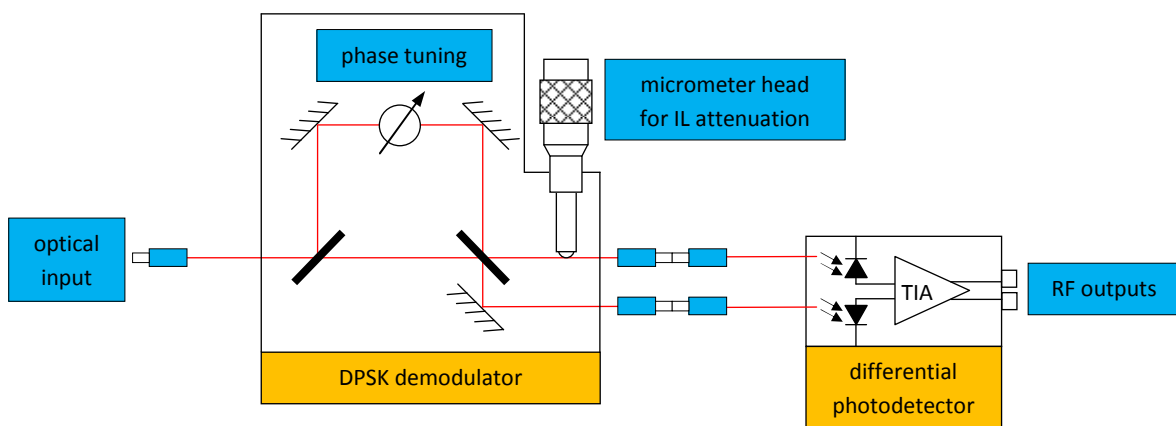 phase tuning
micrometer head
for IL attenuation
optical
input
TIA
RF outputs
DPSK demodulator
differential
photodetector